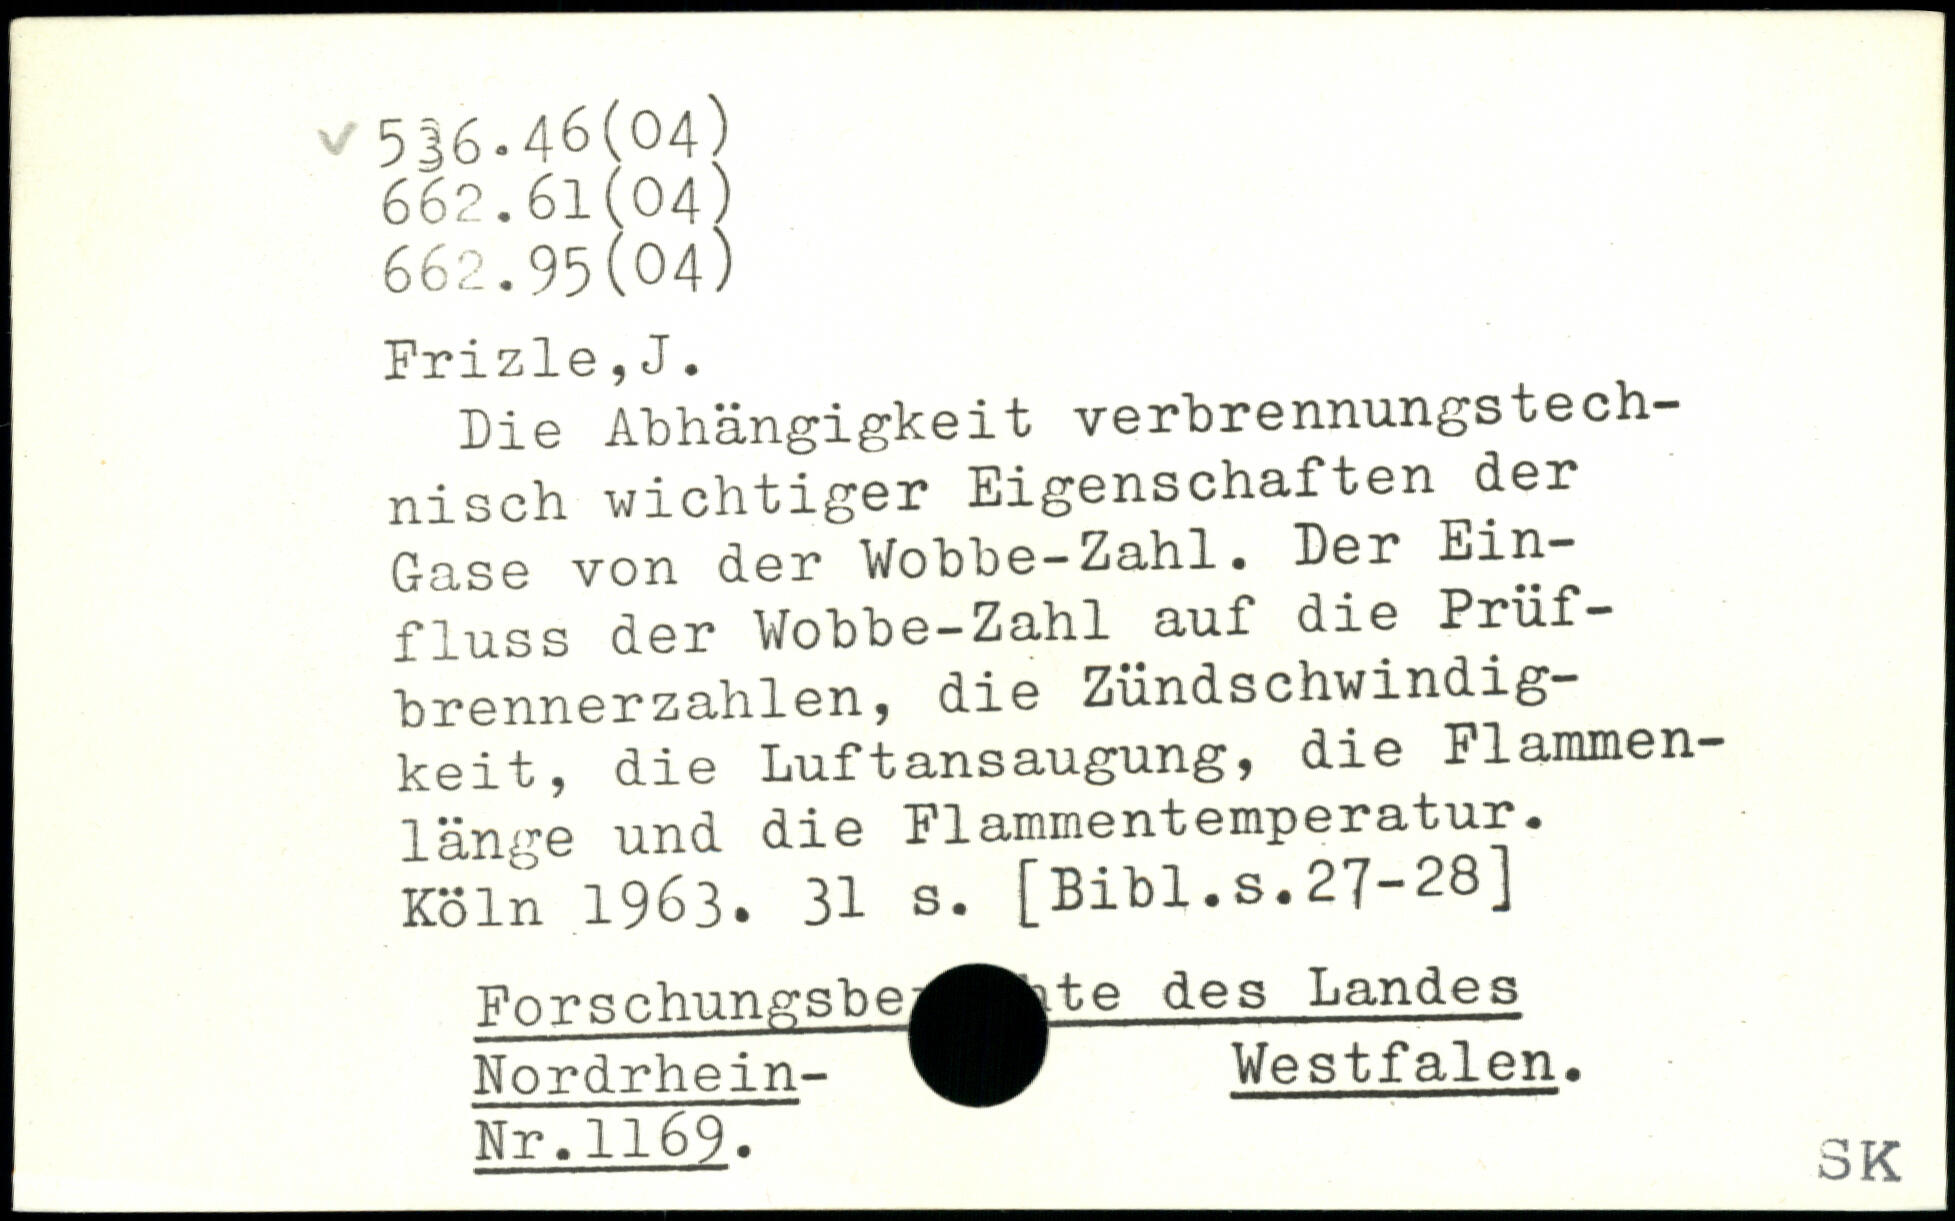 v 536.46(04)
662.61(04)
662.95(04)
Frizle,J.
Die Abhängigkeit verbrennungstech-
nisch wichtiger Eigenschaften der
Gase von der Wobbe-Zahl. Der Ein-
fluss der Wobbe-Zahl auf die Prüf-
brennerzahlen, die Zündschwindig-
keit, die Luftansaugung, die Flammen-
länge und die Flammentemperatur.
Köln 1963. 31 s. [Bibl.s.27-28]
des Landes
Nordrhein- Westfalen.
Nr.1169.
SK